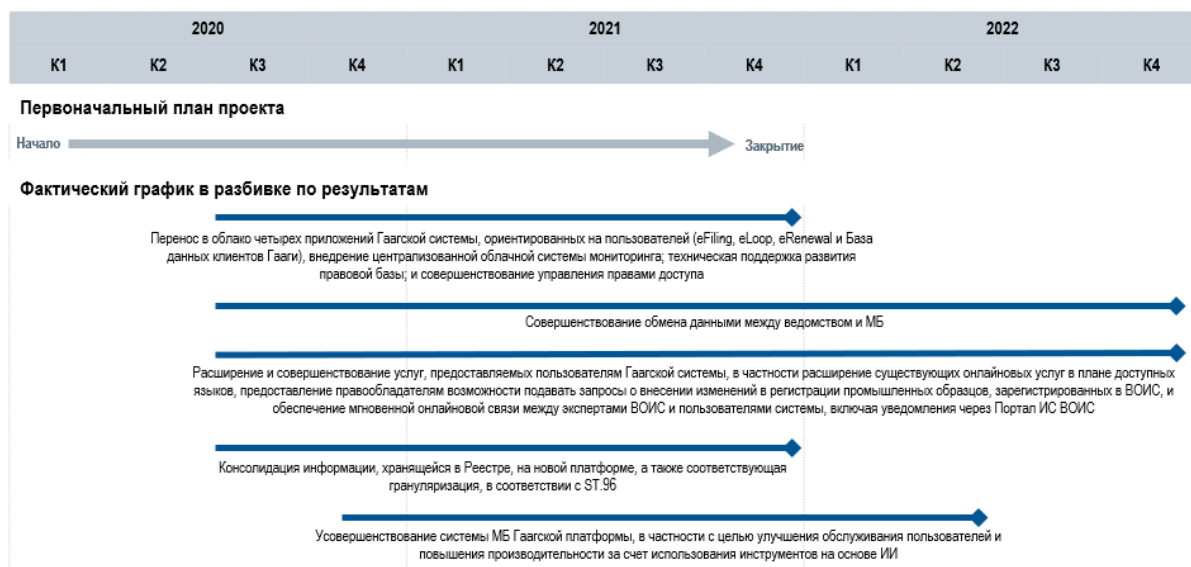 2020 2021 2022
К1 К2 К3 К4 К1 К2 К3 К4 К1 К2 К3 К4
Первоначальный план проекта
Начало Закрытие
Фактический график в разбивке по результатам
Перенос в облако четырех приложений Гаагской системы, ориентированных на пользователей (eFiling, eLoop, eRenewal и База
данных клиентов Гааги), внедрение централизованной облачной системы мониторинга; техническая поддержка развития
правовой базы; и совершенствование управления правами доступа
Совершенствование обмена данными между ведомством и МБ
Расширение и совершенствование услуг, предоставляемых пользователям Гаагской системы, в частности расширение существующих онлайновых услуг в плане доступных
языков, предоставление правообладателям возможности подавать запросы о внесении изменений в регистрации промышленных образцов, зарегистрированных в ВОИС, и
обеспечение мгновенной онлайновой связи между экспертами ВОИС и пользователями системы, включая уведомления через Портал ИС ВОИС
Консолидация информации, хранящейся в Реестре, на новой платформе, а также соответствующая
грануляризация, в соответствии с ST.96
Усовершенствование системы МБ Гаагской платформы, в частности с целью улучшения обслуживания пользователей и
повышения производительности за счет использования инструментов на основе ИИ